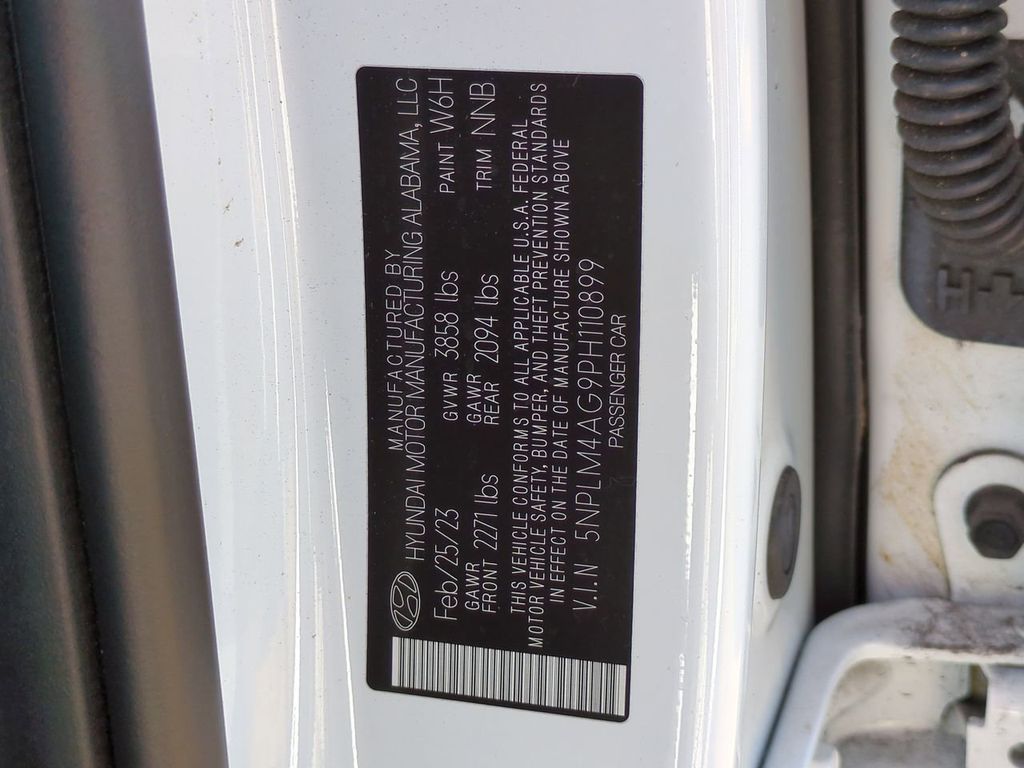 MANUFACTURED BY
HYUNDAI MOTOR MANUFACTURING ALABAMA, LLC
Feb/25/23 GVWR 3858 lbs PAINT W6H
GAWR FRONT 2271 lbs GAWR REAR 2094 lbs TRIM NNB
THIS VEHICLE CONFORMS TO ALL APPLICABLE U.S.A. FEDERAL
MOTOR VEHICLE SAFETY, BUMPER, AND THEFT PREVENTION STANDARDS
IN EFFECT ON THE DATE OF MANUFACTURE SHOWN ABOVE
V.I.N 5NPLM4AG9PH110899
PASSENGER CAR